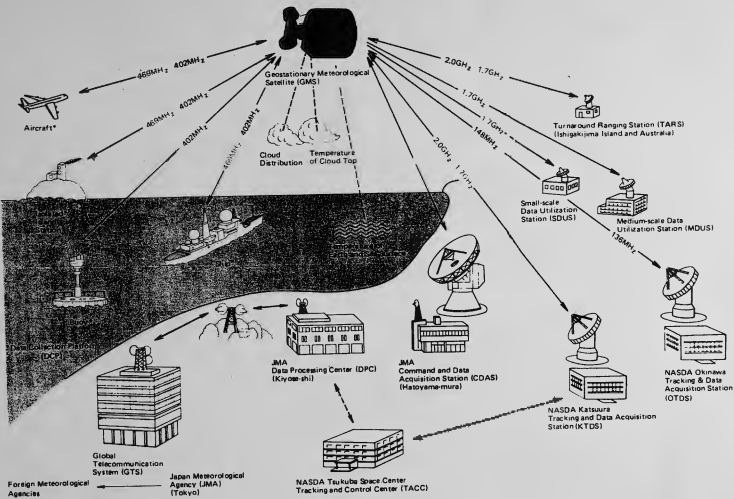 Geostationary Meteorological
Satellite (GMS)
468MHz 402MHz
Aircraft*
468MHz 402MHz
402MHz
402MHz
Cloud
Distribution
Temperature
of Cloud Top
2.0GHz 1.7GHz
Turnaround Ranging Station (TARS)
(Ishigakijima Island and Australia)
1.7GHz
1.7GHz*
148MHz
2.0GHz 1.7GHz
Small-scale
Data Utilization
Station (SDUS)
Medium-scale Data
Utilization Station (MDUS)
136MHz
(DCP)
JMA
Data Processing Center (DPC)
(Kiyose-shi)
JMA
Command and Data
Acquisition Station (CDAS)
(Hatoyama-mura)
NASDA Okinawa
Tracking & Data
Acquisition Station
(OTDS)
NASDA Katsuura
Tracking and Data Acquisition
Station (KTDS)
Global
Telecommunication
System (GTS)
Foreign Meteorological
Agencies
Japan Meteorological
Agency (JMA)
(Tokyo)
NASDA Tsukuba Space Center
Tracking and Control Center (TACC)